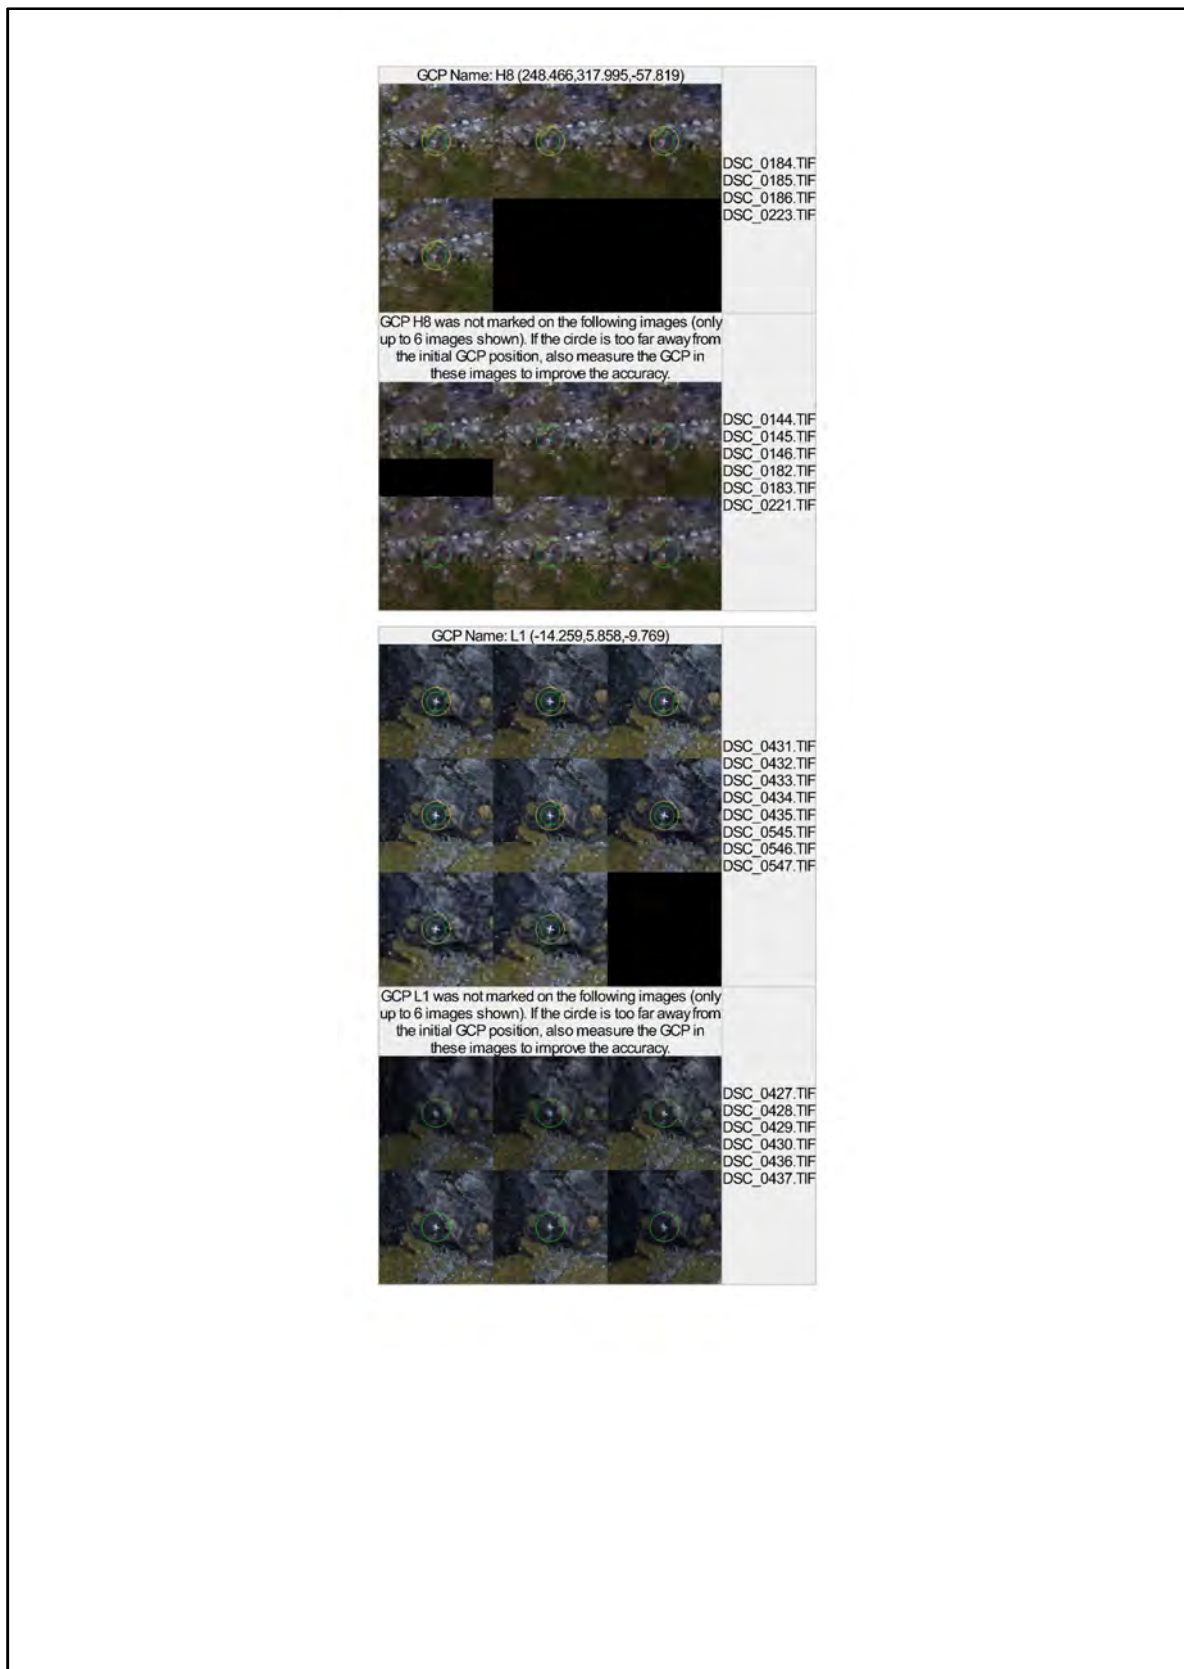 GCP Name: H8 (248.466,317.995,-57.819)
DSC_0184.TIF
DSC_0185.TIF
DSC_0186.TIF
DSC_0223.TIF
GCP H8 was not marked on the following images (only
up to 6 images shown). If the circle is too far away from
the initial GCP position, also measure the GCP in
these images to improve the accuracy.
DSC_0144.TIF
DSC_0145.TIF
DSC_0146.TIF
DSC_0182.TIF
DSC_0183.TIF
DSC_0221.TIF
GCP Name: L1 (-14.259,5.858,-9.769)
DSC_0431.TIF
DSC_0432.TIF
DSC_0433.TIF
DSC_0434.TIF
DSC_0435.TIF
DSC_0545.TIF
DSC_0546.TIF
DSC_0547.TIF
GCP L1 was not marked on the following images (only
up to 6 images shown). If the circle is too far away from
the initial GCP position, also measure the GCP in
these images to improve the accuracy.
DSC_0427.TIF
DSC_0428.TIF
DSC_0429.TIF
DSC_0430.TIF
DSC_0436.TIF
DSC_0437.TIF